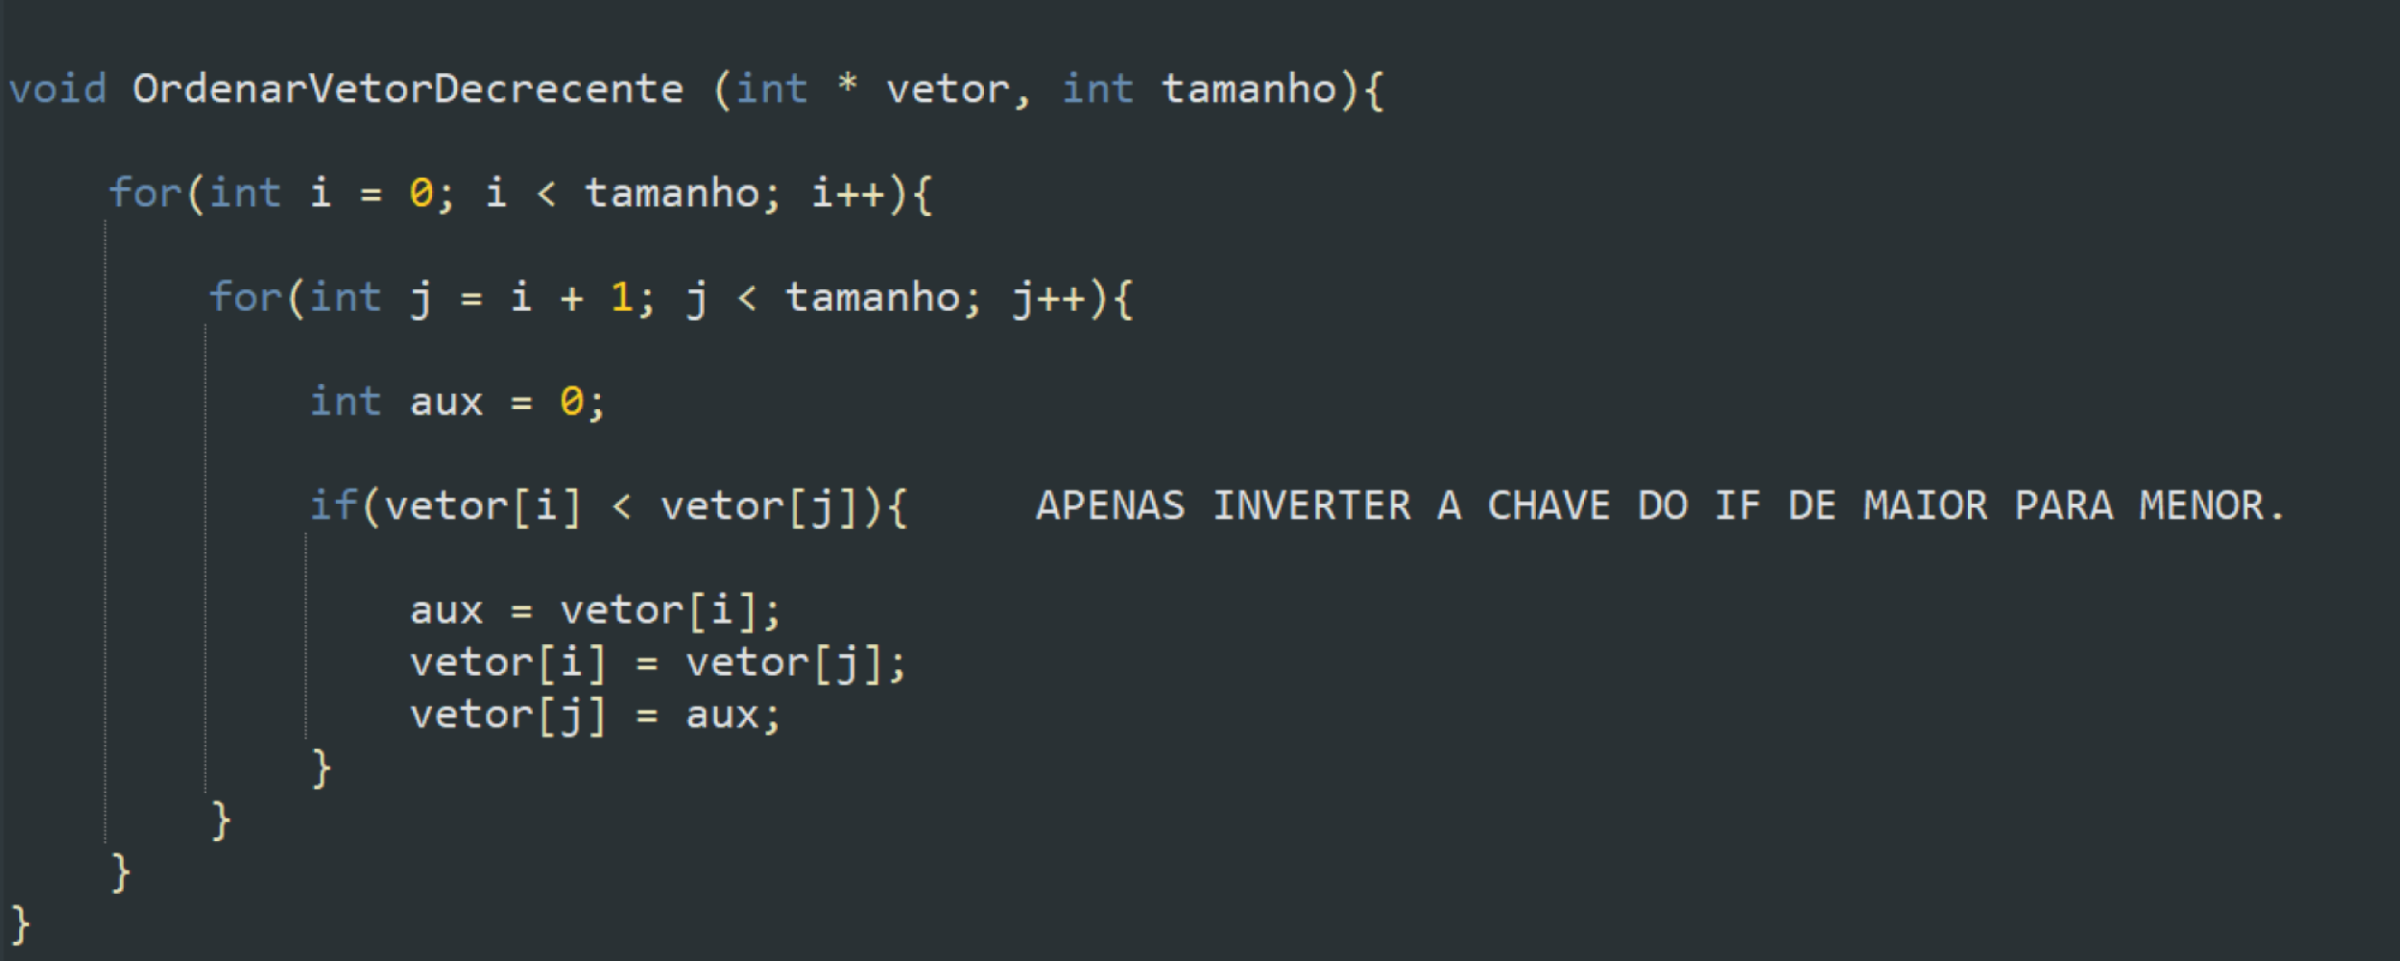 void OrdenarVetorDecrecente (int * vetor, int tamanho){
for(int i = 0; i < tamanho; i++){
for(int j = i + 1; j < tamanho; j++){
int aux = 0;
if(vetor[i] < vetor[j]){ APENAS INVERTER A CHAVE DO IF DE MAIOR PARA MENOR.
aux = vetor[i];
vetor[i] = vetor[j];
vetor[j] = aux;
}
}
}
}